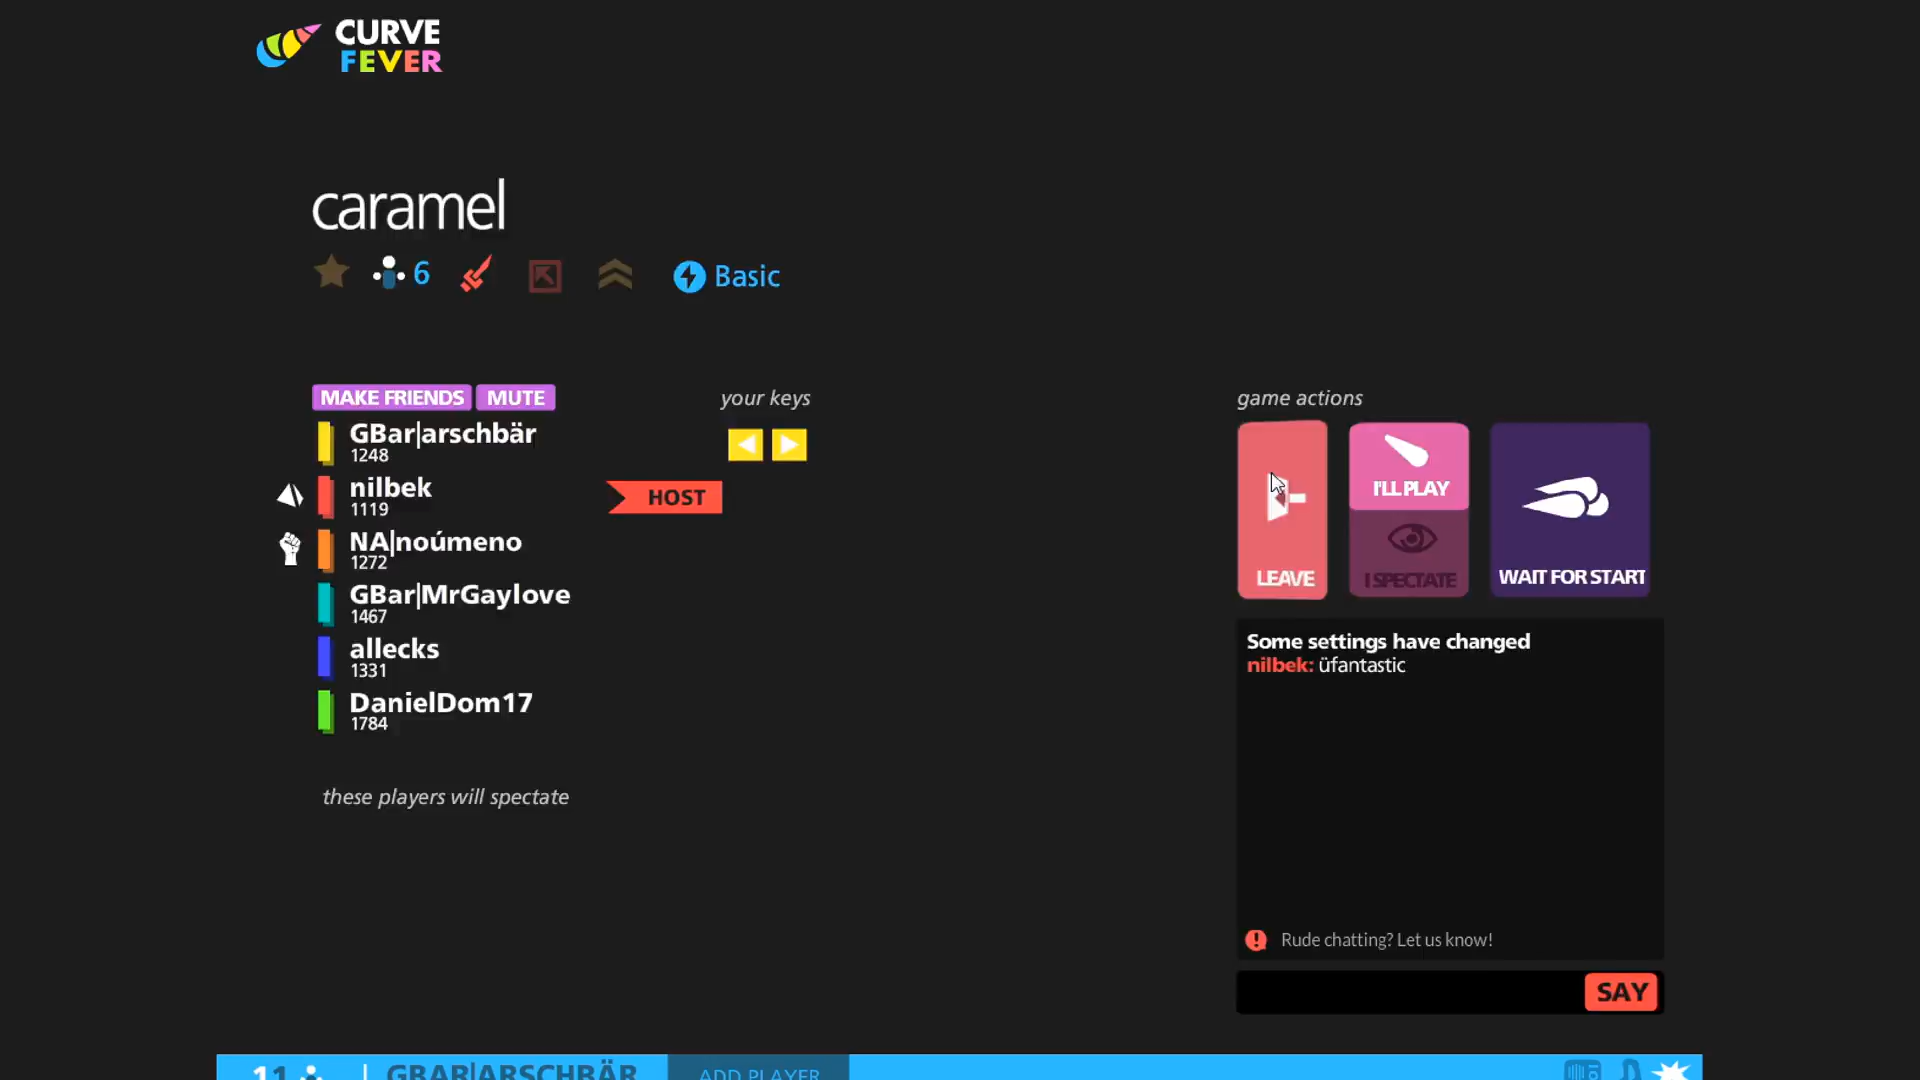 CURVE
FEVER
caramel
6
Basic
MAKE FRIENDS MUTE
your keys
game actions
GBar|arschbär
1248
nilbek
1119
HOST
NA|noúmeno
1272
GBar|MrGaylove
1467
allecks
1331
DanielDom17
1784
these players will spectate
LEAVE
I'LL PLAY
I SPECTATE
WAIT FOR START
Some settings have changed
nilbek: üfantastic
Rude chatting? Let us know!
SAY
11 | GBAR|ARSCHBÄR ADD PLAYER